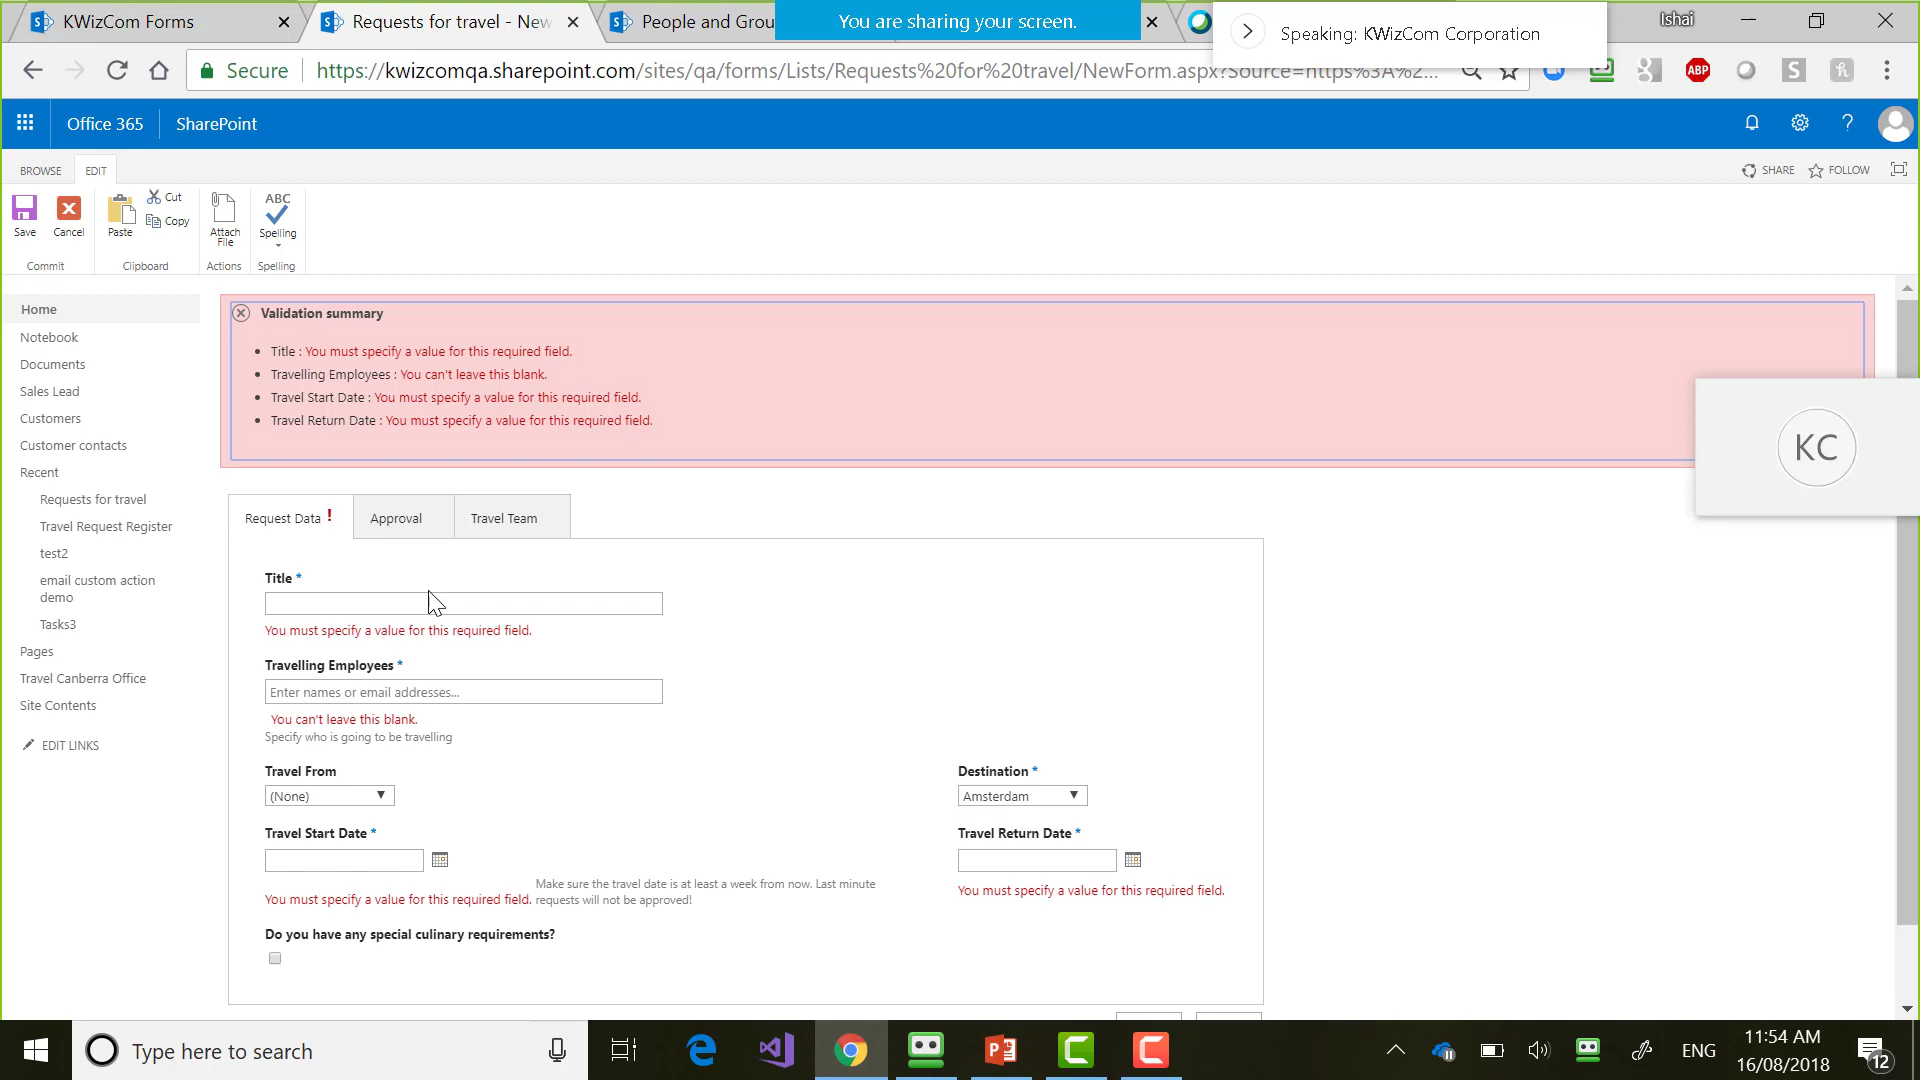 KWizCom Forms
Requests for travel - New
People and Grou
You are sharing your screen.
Speaking: KWizCom Corporation
Ishai
Secure
https://kwizcomqa.sharepoint.com/sites/qa/forms/Lists/Requests%20for%20travel/NewForm.aspx?Source=https%3A%2...
ABP
S
h
Office 365
SharePoint
?
BROWSE
EDIT
SHARE
FOLLOW
Save
Cancel
Paste
Cut
Copy
Attach
File
ABC
Spelling
Commit
Clipboard
Actions
Spelling
Home
Notebook
Documents
Sales Lead
Customers
Customer contacts
Recent
Requests for travel
Travel Request Register
test2
email custom action
demo
Tasks3
Pages
Travel Canberra Office
Site Contents
EDIT LINKS
Validation summary
Title : You must specify a value for this required field.
Travelling Employees : You can't leave this blank.
Travel Start Date : You must specify a value for this required field.
Travel Return Date : You must specify a value for this required field.
KC
Request Data !
Approval
Travel Team
Title *
You must specify a value for this required field.
Travelling Employees *
Enter names or email addresses...
You can't leave this blank.
Specify who is going to be travelling
Travel From
(None)
Destination *
Amsterdam
Travel Start Date *
You must specify a value for this required field.
Make sure the travel date is at least a week from now. Last minute
requests will not be approved!
Travel Return Date *
You must specify a value for this required field.
Do you have any special culinary requirements?
Type here to search
ENG
11:54 AM
16/08/2018
12